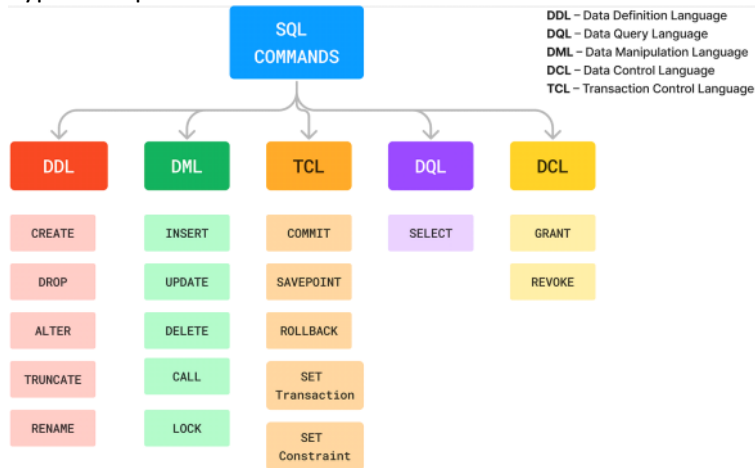 SQL
COMMANDS
DDL – Data Definition Language
DQL – Data Query Language
DML – Data Manipulation Language
DCL – Data Control Language
TCL – Transaction Control Language
DDL
DML
TCL
DQL
DCL
CREATE
INSERT
COMMIT
SELECT
GRANT
DROP
UPDATE
SAVEPOINT
REVOKE
ALTER
DELETE
ROLLBACK
TRUNCATE
CALL
SET
Transaction
RENAME
LOCK
SET
Constraint